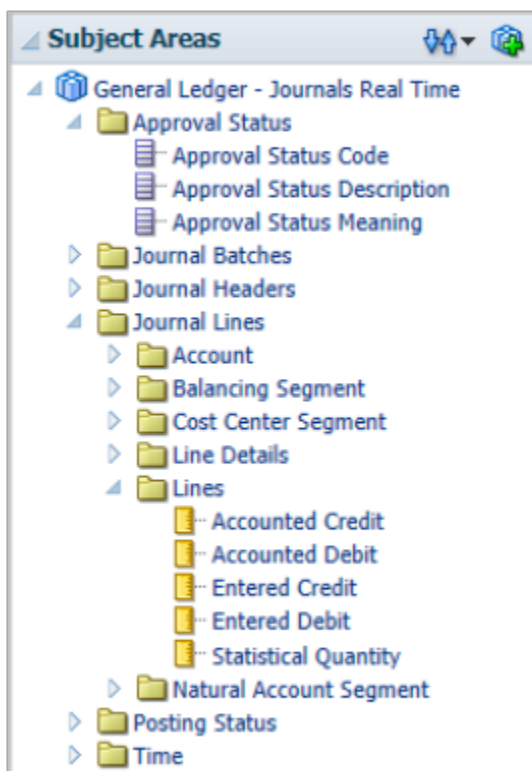 Subject Areas
General Ledger - Journals Real Time
Approval Status
Approval Status Code
Approval Status Description
Approval Status Meaning
Journal Batches
Journal Headers
Journal Lines
Account
Balancing Segment
Cost Center Segment
Line Details
Lines
Accounted Credit
Accounted Debit
Entered Credit
Entered Debit
Statistical Quantity
Natural Account Segment
Posting Status
Time